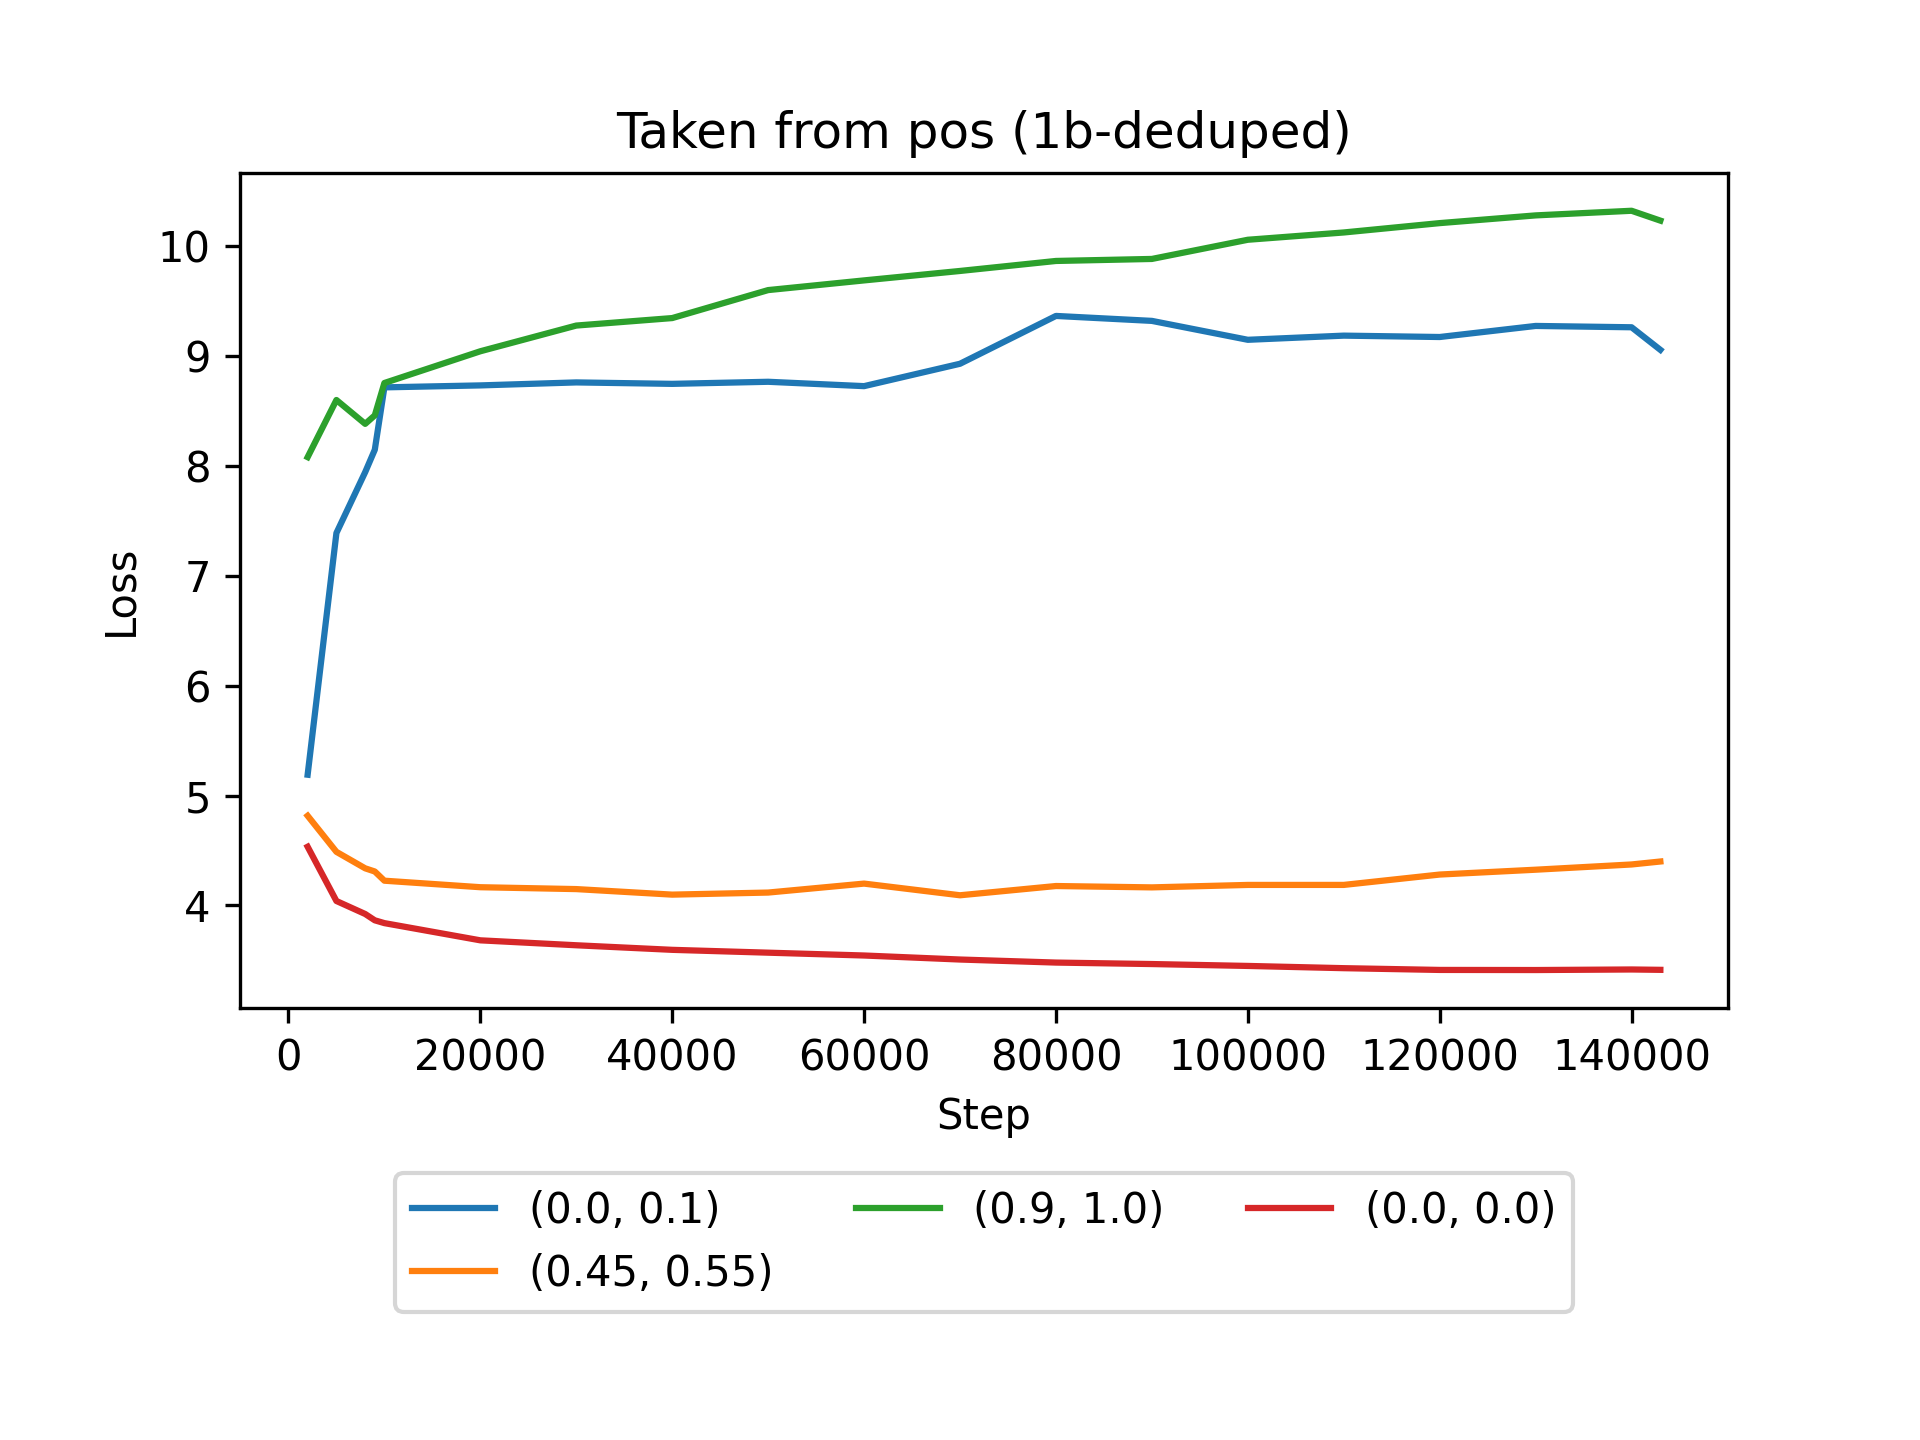 Taken from pos (1b-deduped)
10
9
8
7
6
5
4
Loss
0 20000 40000 60000 80000 100000 120000 140000
Step
(0.0, 0.1) (0.9, 1.0) (0.0, 0.0)
(0.45, 0.55)